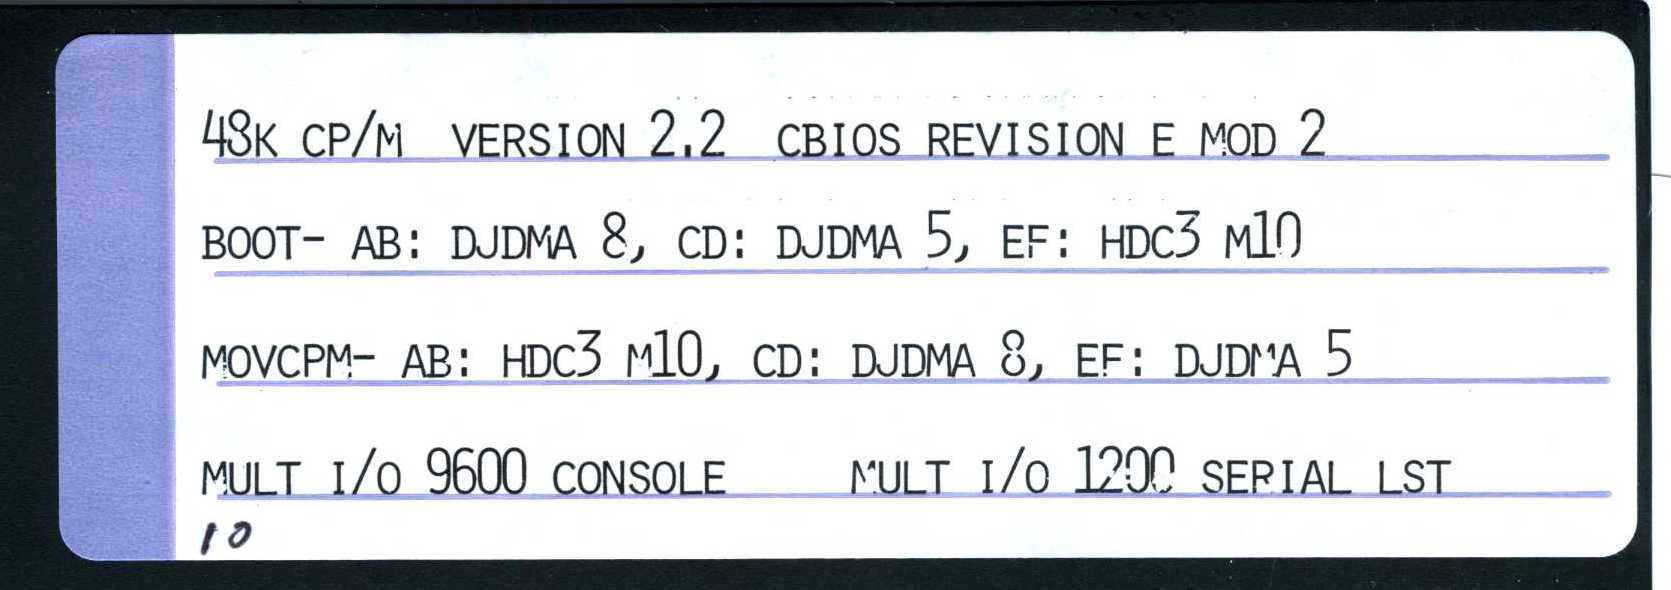 48K CP/M VERSION 2.2 CBIOS REVISION E MOD 2
BOOT- AB: DJDMA 8, CD: DJDMA 5, EF: HDC3 M10
MOVCPM- AB: HDC3 M10, CD: DJDMA 8, EF: DJDMA 5
MULT I/O 9600 CONSOLE MULT I/O 1200 SERIAL LST
10